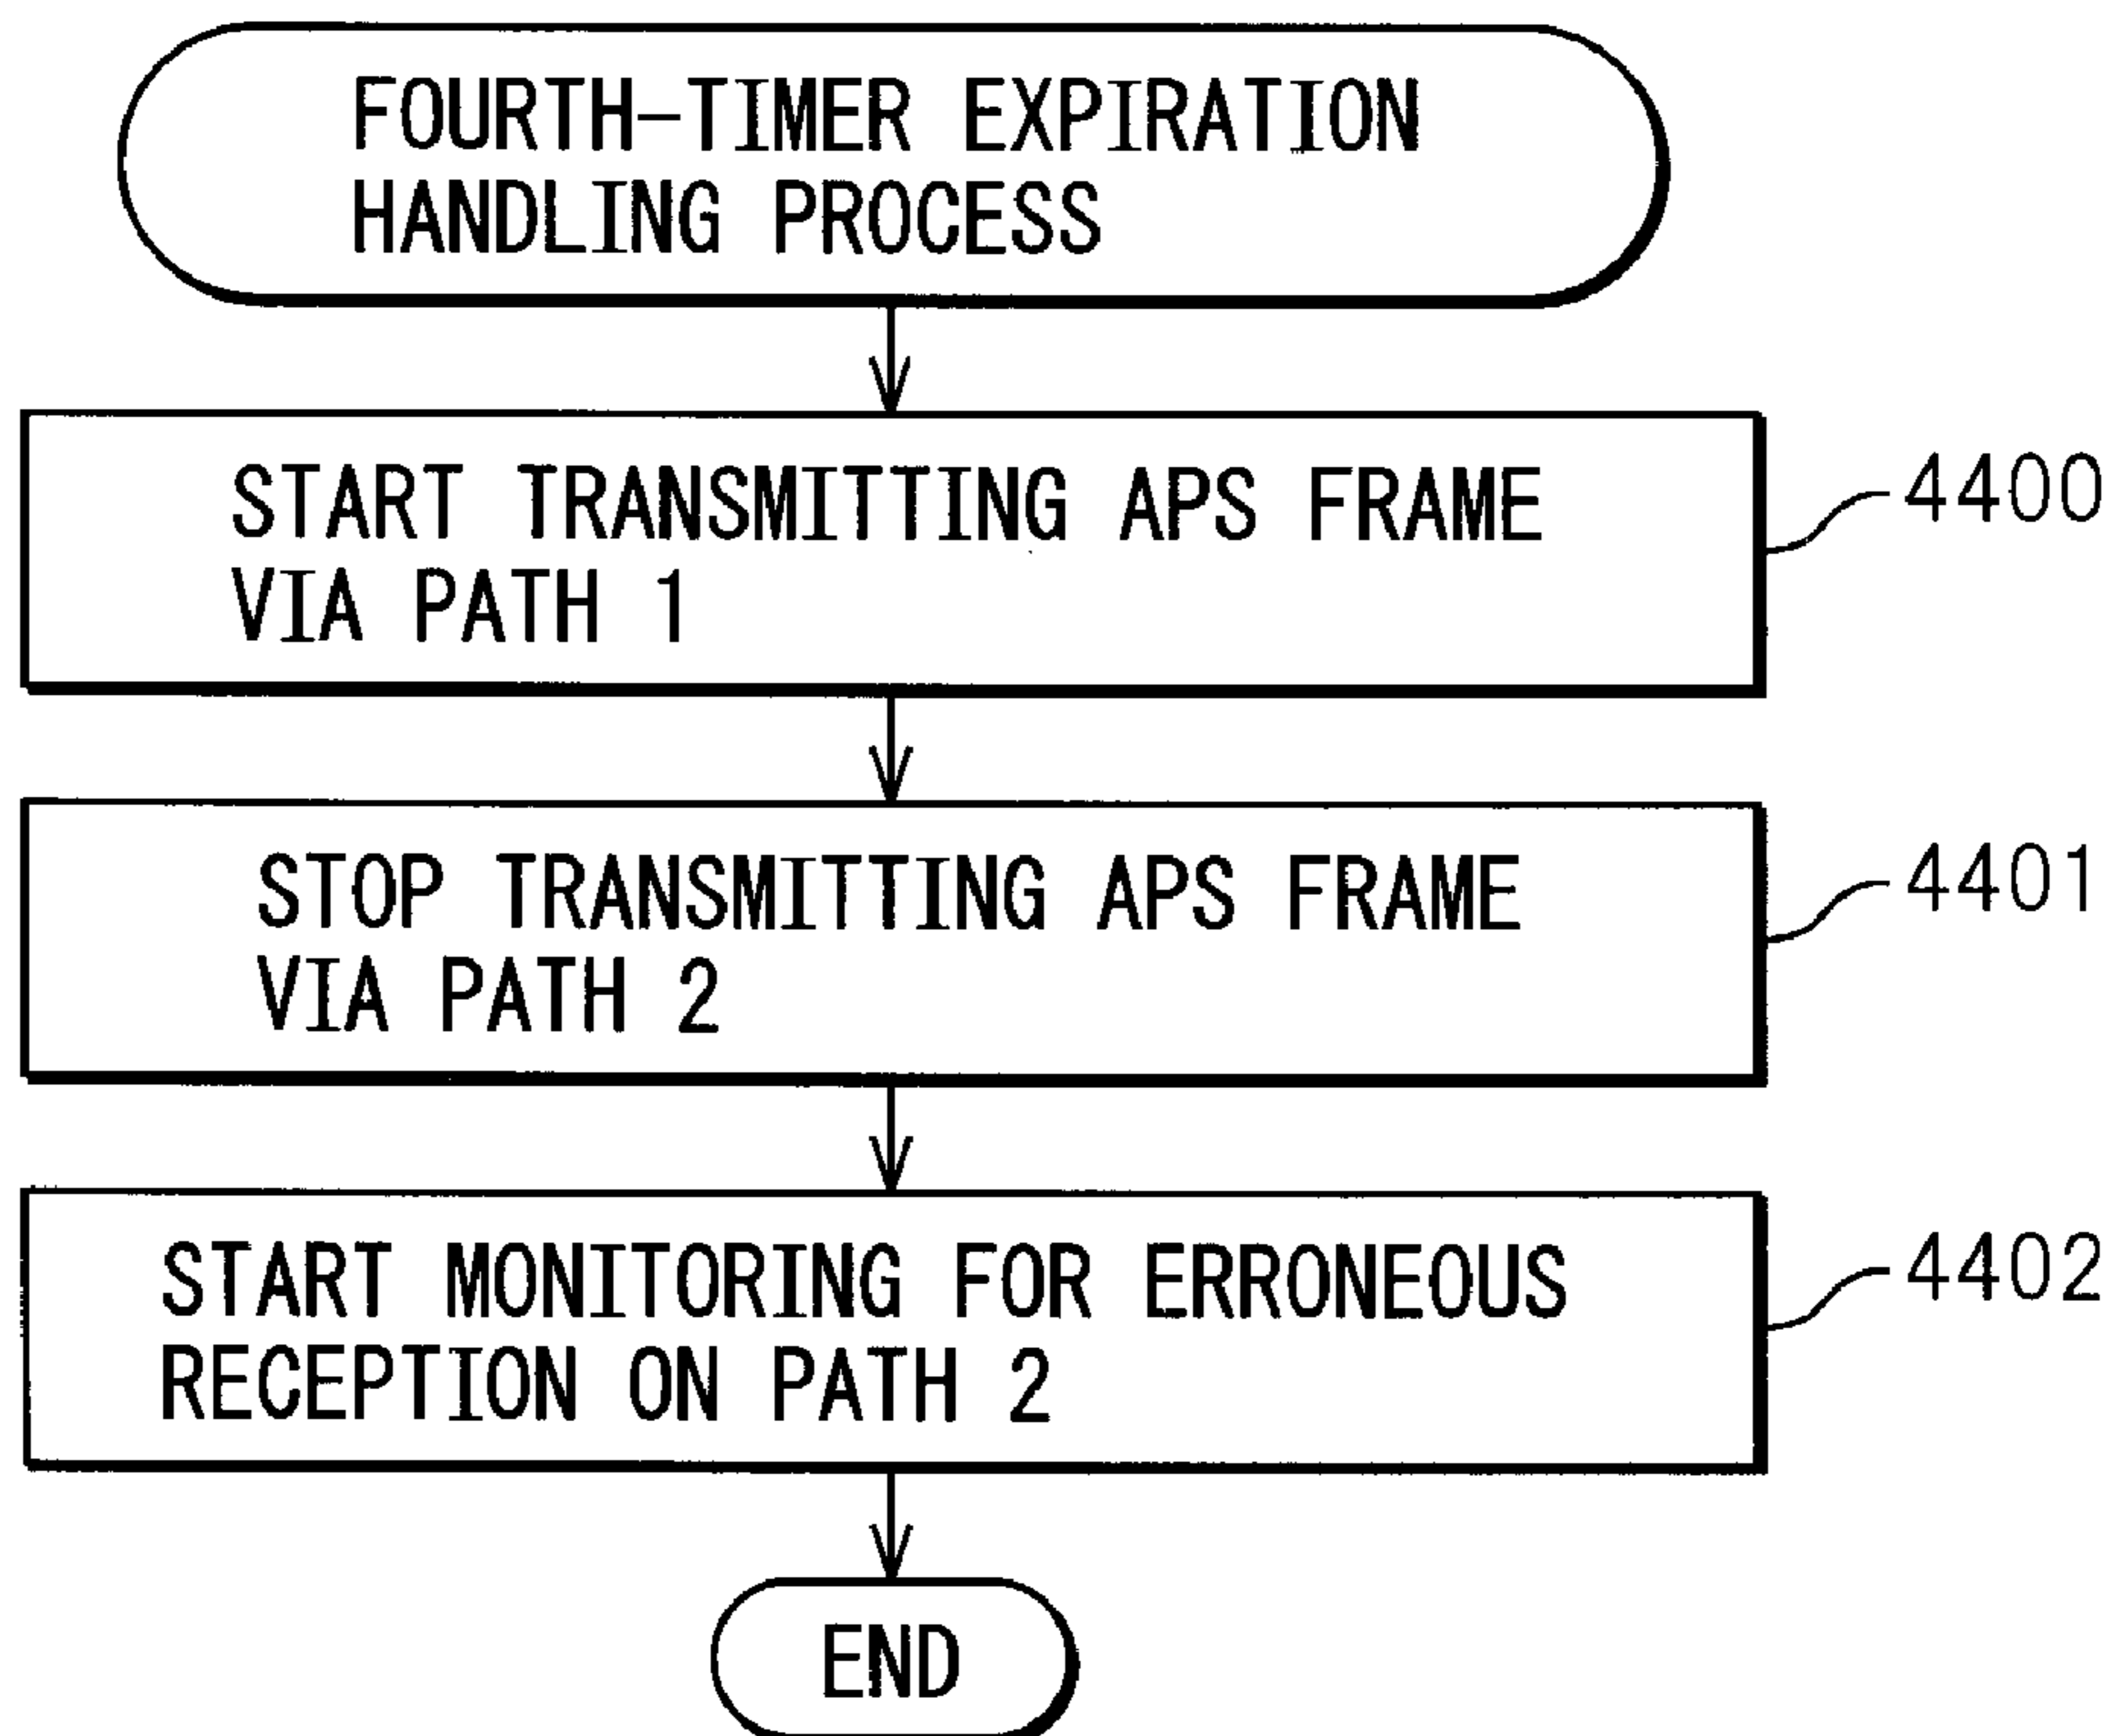 FOURTH-TIMER EXPIRATION
HANDLING PROCESS
START TRANSMITTING APS FRAME
VIA PATH 1
4400
STOP TRANSMITTING APS FRAME
VIA PATH 2
4401
START MONITORING FOR ERRONEOUS
RECEPTION ON PATH 2
4402
END